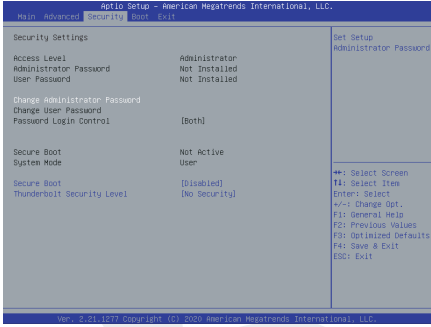 Aptio Setup – American Megatrends International, LLC.
Main Advanced Security Boot Exit
Security Settings
Access Level Administrator
Administrator Password Not Installed
User Password Not Installed
Change Administrator Password
Change User Password
Password Login Control [Both]
Secure Boot Not Active
System Mode User
Secure Boot [Disabled]
Thunderbolt Security Level [No Security]
Set Setup
Administrator Password
→←: Select Screen
↑↓: Select Item
Enter: Select
+/-: Change Opt.
F1: General Help
F2: Previous Values
F3: Optimized Defaults
F4: Save & Exit
ESC: Exit
Ver. 2.21.1277 Copyright (C) 2020 American Megatrends International, LLC.